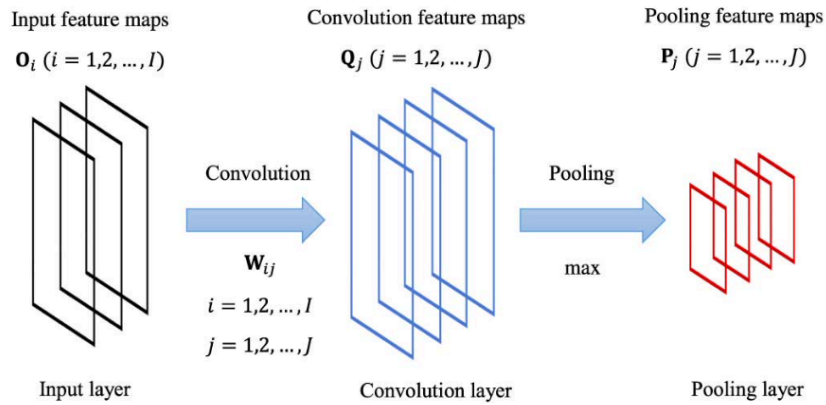 Input feature maps
O_i (i = 1,2, …, I)
Convolution feature maps
Q_j (j = 1,2, …, J)
Pooling feature maps
P_j (j = 1,2, …, J)
Convolution
W_ij
i = 1,2, …, I
j = 1,2, …, J
Pooling
max
Input layer
Convolution layer
Pooling layer